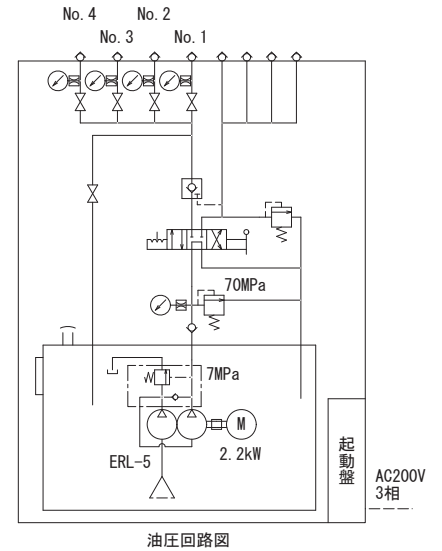 No. 4
No. 2
No. 3
No. 1
70MPa
7MPa
M
2.2kW
ERL-5
起動盤
AC200V
3相
油圧回路図